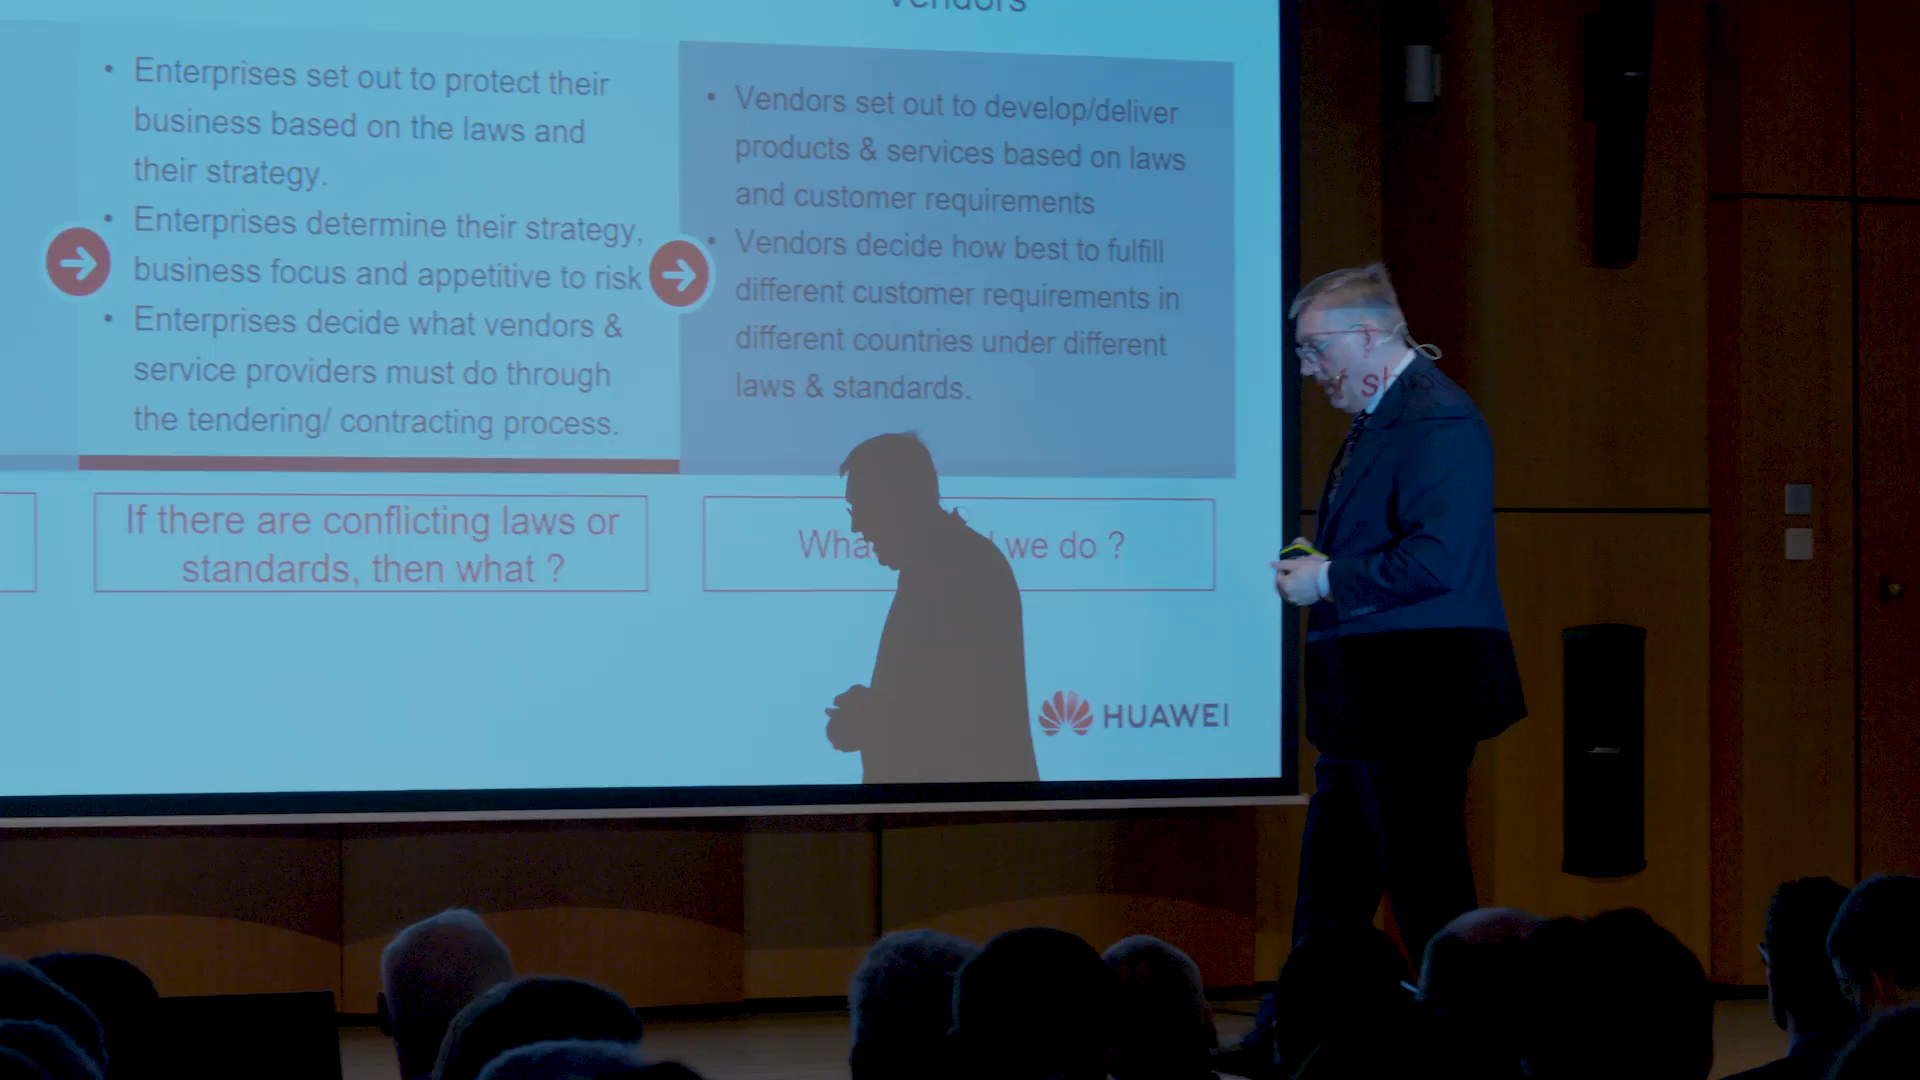 vendors
• Enterprises set out to protect their
business based on the laws and
their strategy.
• Enterprises determine their strategy,
business focus and appetitive to risk
• Enterprises decide what vendors &
service providers must do through
the tendering/ contracting process.
If there are conflicting laws or
standards, then what ?
• Vendors set out to develop/deliver
products & services based on laws
and customer requirements
• Vendors decide how best to fulfill
different customer requirements in
different countries under different
laws & standards.
we do ?
HUAWEI